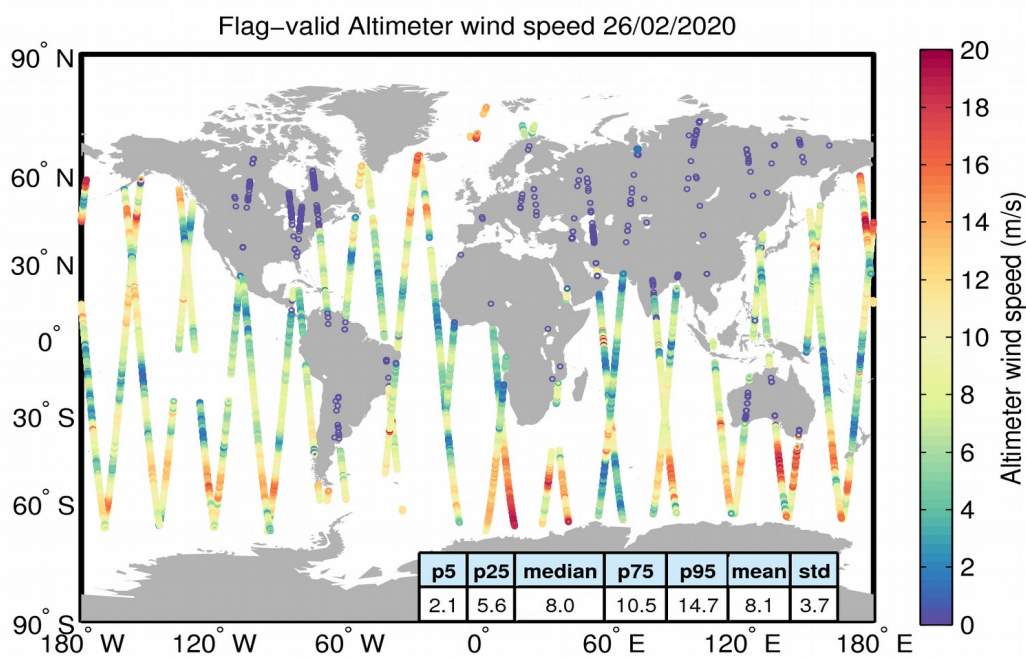 Flag−valid Altimeter wind speed 26/02/2020
90° N
60° N
30° N
0°
30° S
60° S
90° S
180° W
120° W
60° W
0°
60° E
120° E
180° E
20
18
16
14
12
10
8
6
4
2
0
Altimeter wind speed (m/s)
p5 p25 median p75 p95 mean std
2.1 5.6 8.0 10.5 14.7 8.1 3.7